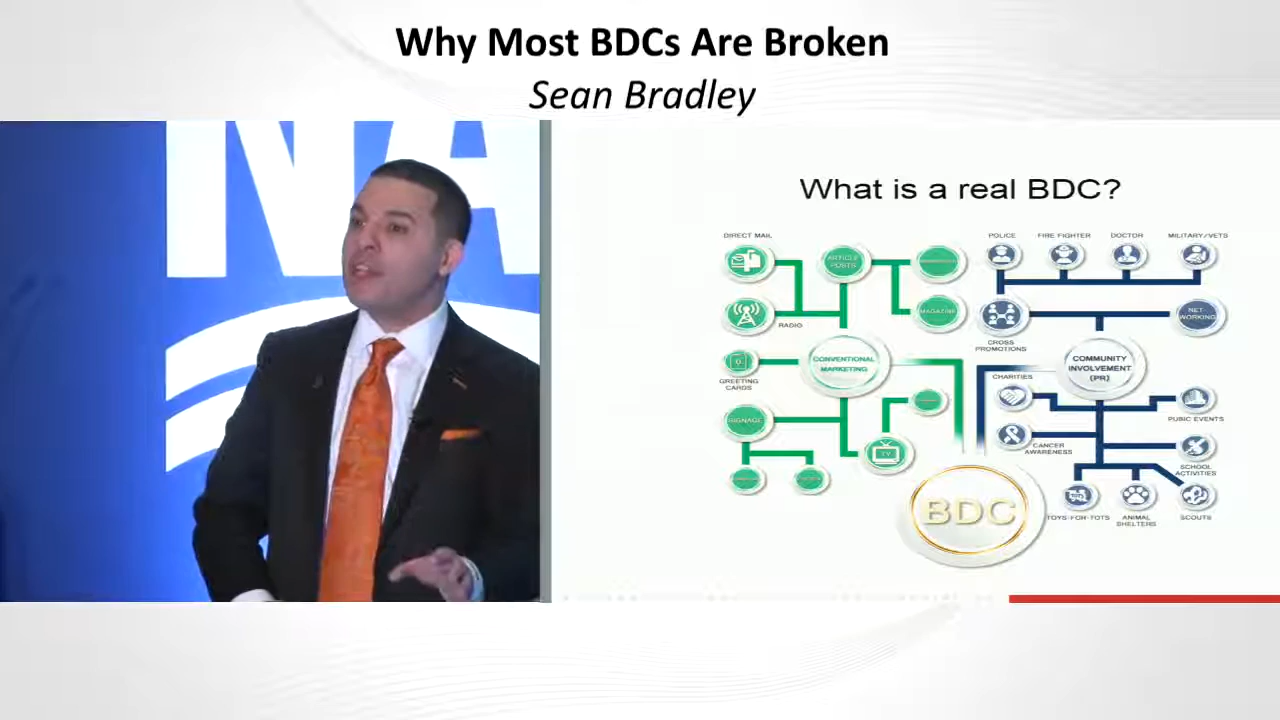 Why Most BDCs Are Broken
Sean Bradley
NA
What is a real BDC?
DIRECT MAIL
ARTICLE
POSTS
RADIO
MAGAZINE
GREETING
CARDS
CONVENTIONAL
MARKETING
SIGNAGE
TV
POLICE
FIRE FIGHTER
DOCTOR
MILITARY/VETS
CROSS
PROMOTIONS
NET
WORKING
COMMUNITY
INVOLVEMENT
(PR)
CHARITIES
PUBIC EVENTS
CANCER
AWARENESS
SCHOOL
ACTIVITIES
TOYS-FOR-TOTS
ANIMAL
SHELTERS
SCOUTS
BDC